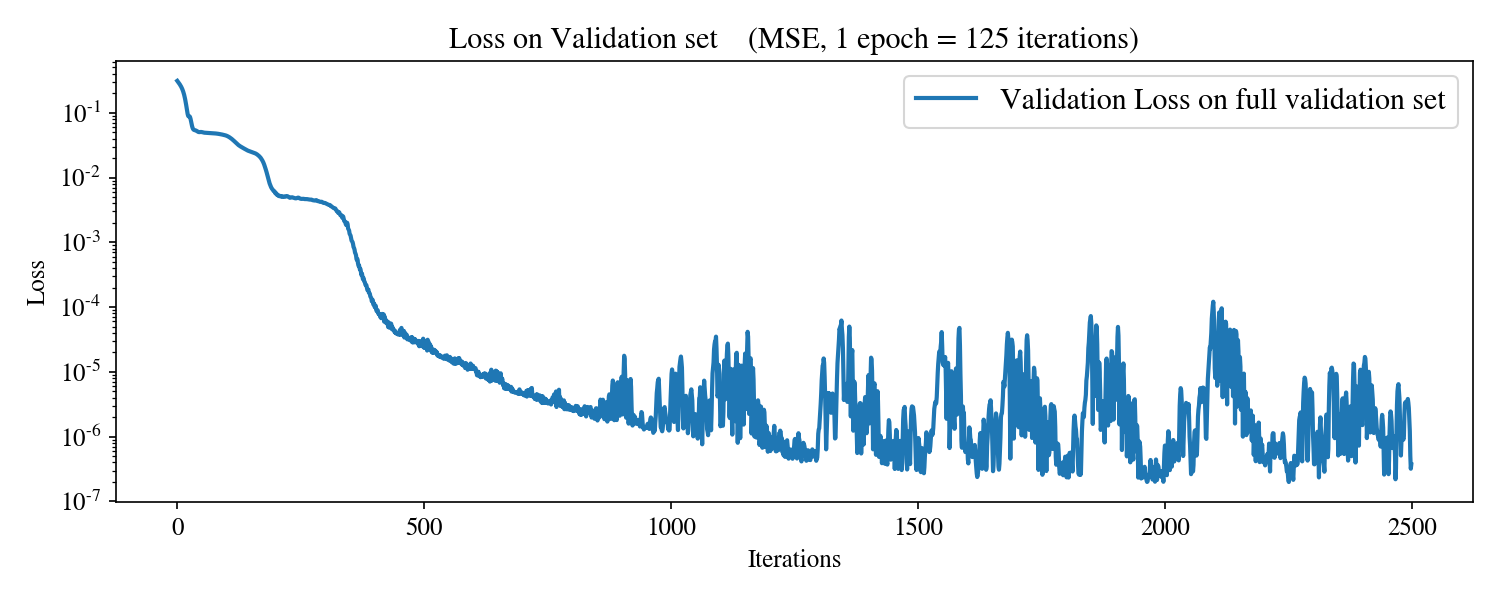 Loss on Validation set (MSE, 1 epoch = 125 iterations)
Validation Loss on full validation set
Loss
10^-1
10^-2
10^-3
10^-4
10^-5
10^-6
10^-7
0 500 1000 1500 2000 2500
Iterations